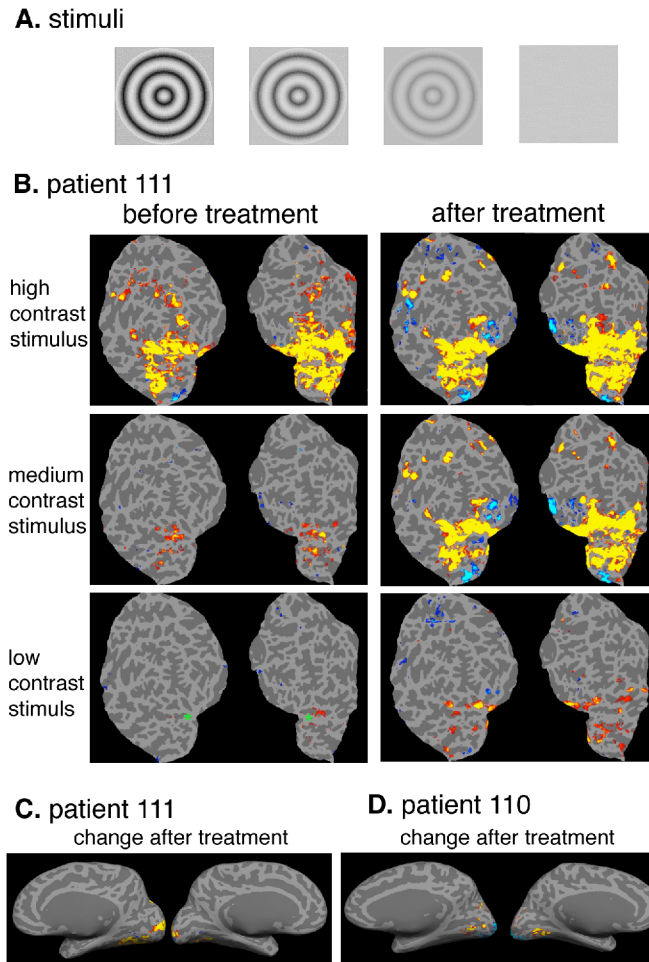 A. stimuli
B. patient 111
before treatment
after treatment
high
contrast
stimulus
medium
contrast
stimulus
low
contrast
stimuls
C. patient 111
change after treatment
D. patient 110
change after treatment